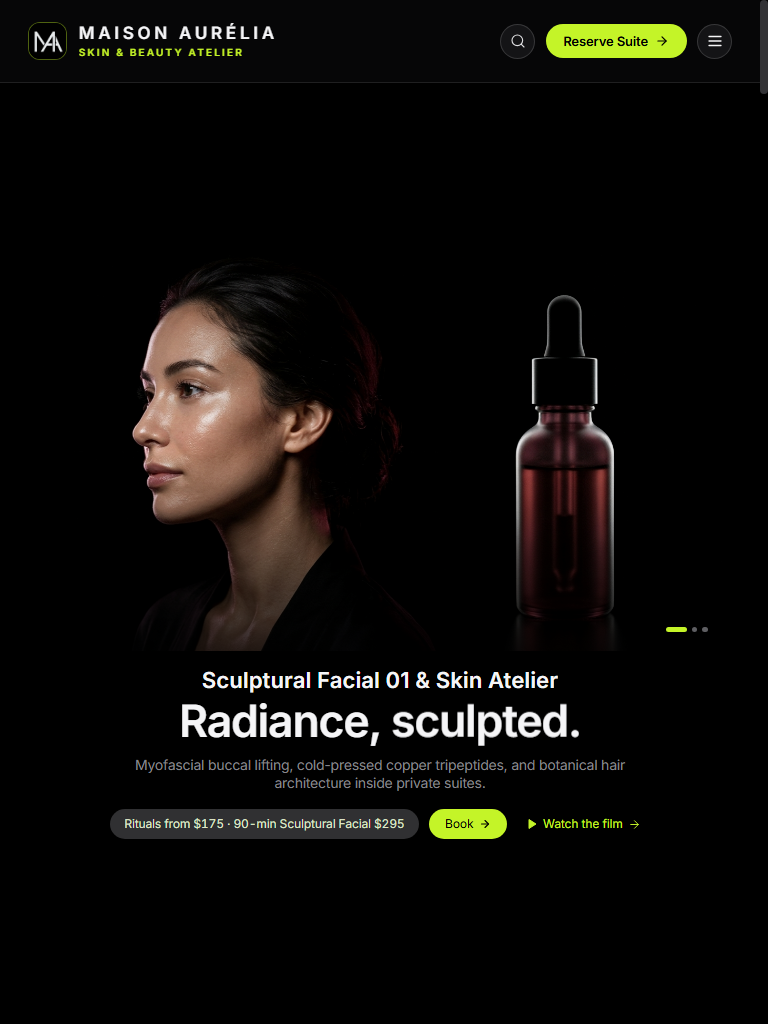 MA
MAISON AURÉLIA
SKIN & BEAUTY ATELIER
Reserve Suite →
Sculptural Facial 01 & Skin Atelier
Radiance, sculpted.
Myofascial buccal lifting, cold-pressed copper tripeptides, and botanical hair
architecture inside private suites.
Rituals from $175 · 90-min Sculptural Facial $295
Book →
Watch the film →